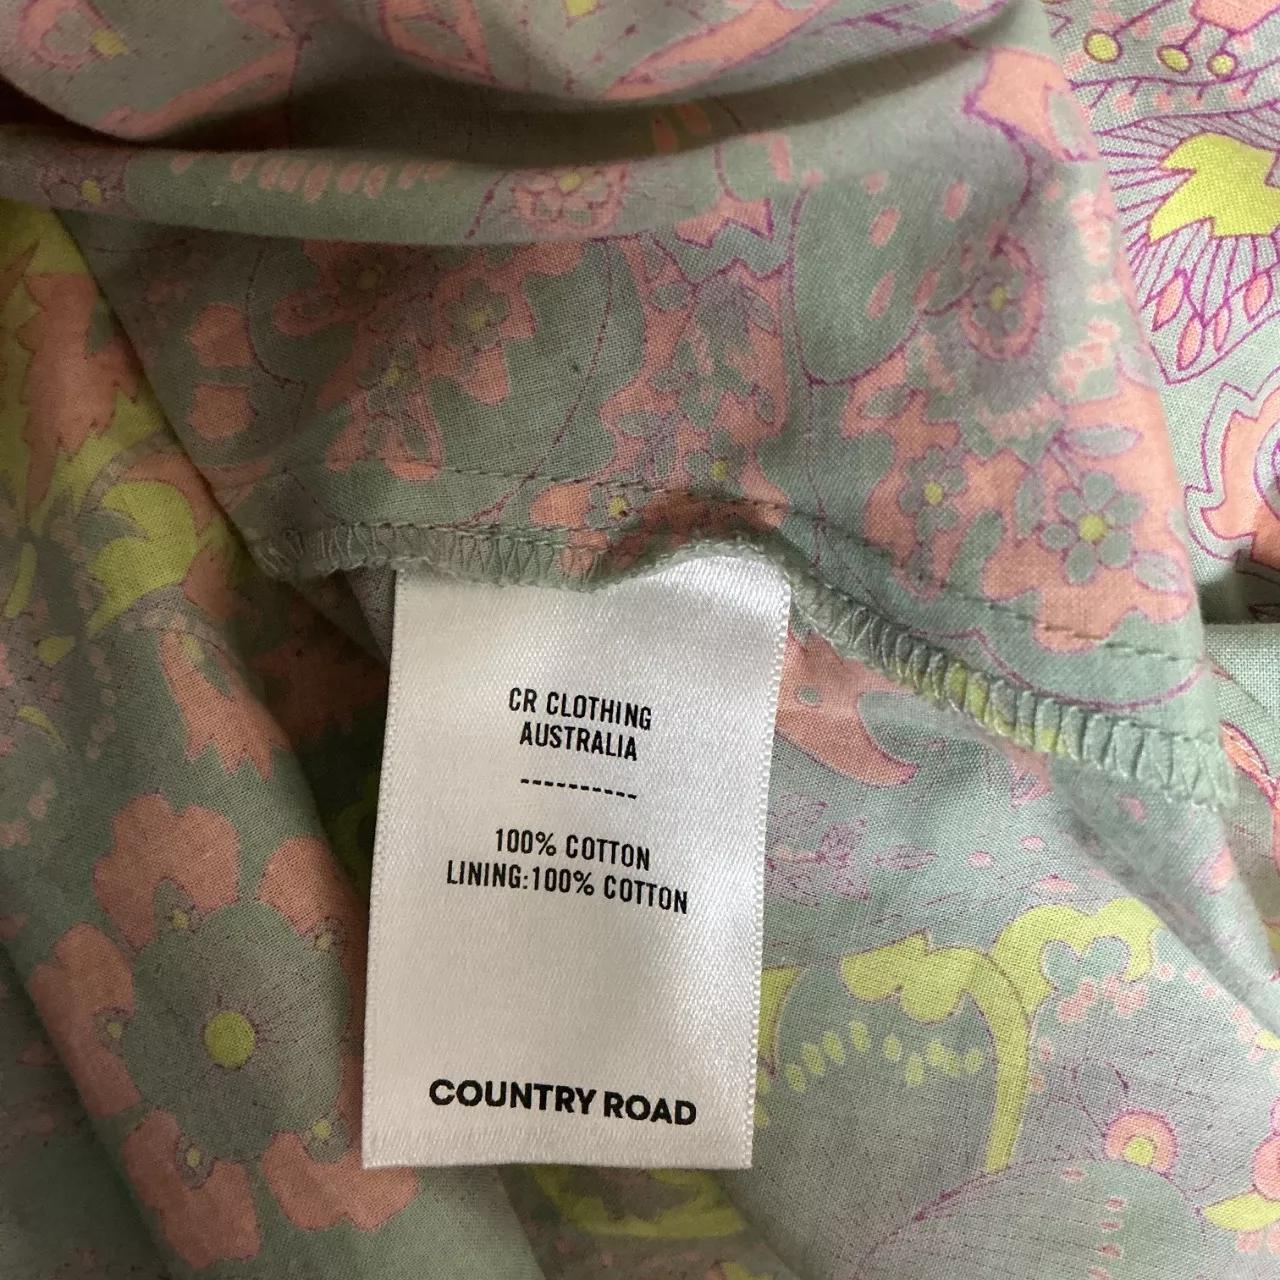 CR CLOTHING
AUSTRALIA
----------
100% COTTON
LINING:100% COTTON
COUNTRY ROAD